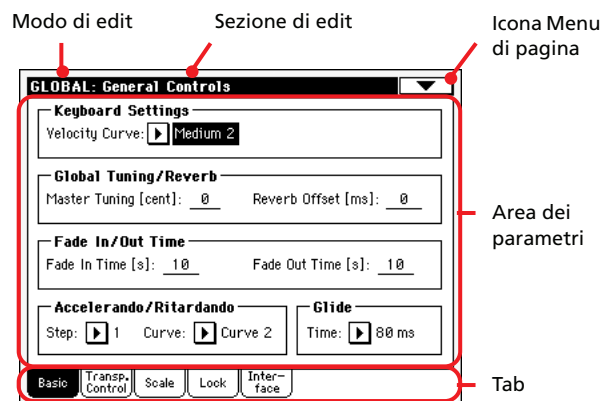 Modo di edit
Sezione di edit
Icona Menu
di pagina
GLOBAL: General Controls
Keyboard Settings
Velocity Curve: Medium 2
Global Tuning/Reverb
Master Tuning [cent]: 0 Reverb Offset [ms]: 0
Area dei
parametri
Fade In/Out Time
Fade In Time [s]: 10 Fade Out Time [s]: 10
Accelerando/Ritardando
Step: 1 Curve: Curve 2
Glide
Time: 80 ms
Basic
Transp.
Control
Scale
Lock
Inter-
face
Tab